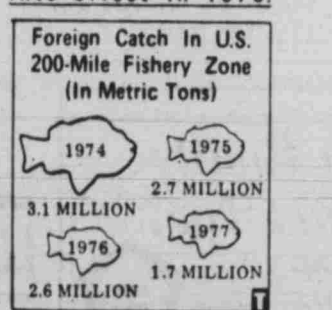 Foreign Catch In U.S.
200-Mile Fishery Zone
(In Metric Tons)
1974
3.1 MILLION
1975
2.7 MILLION
1976
2.6 MILLION
1977
1.7 MILLION
T